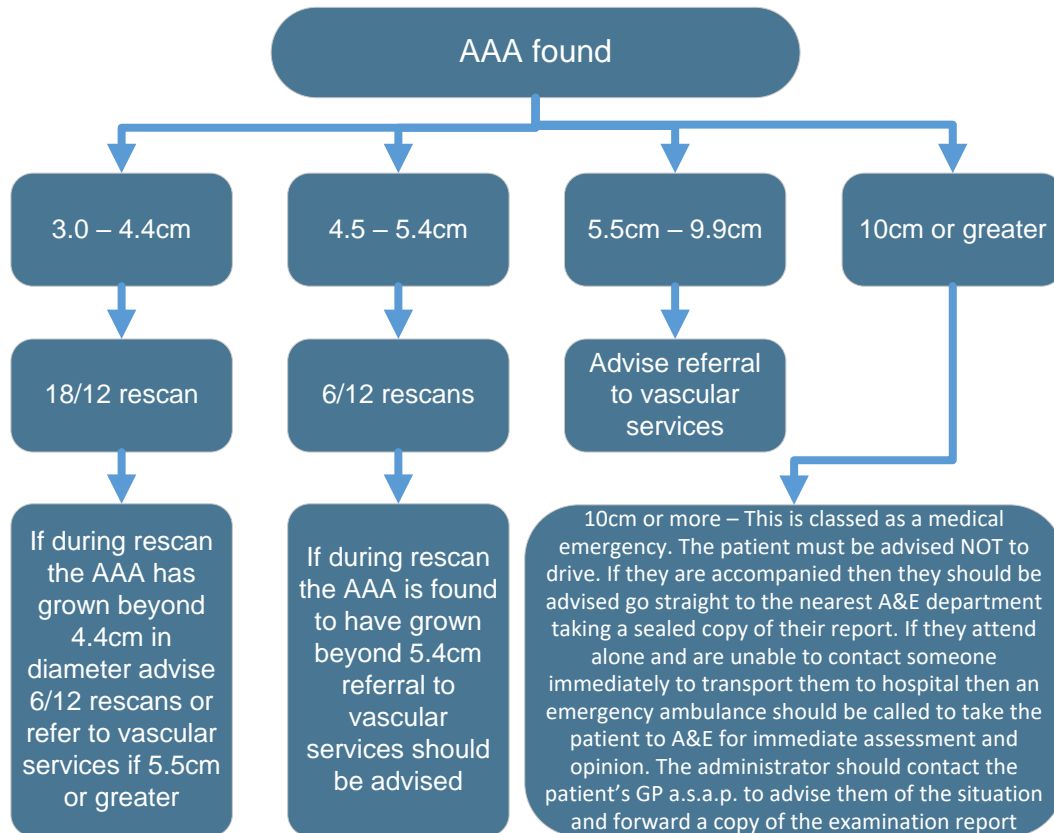 AAA found
3.0 – 4.4cm
4.5 – 5.4cm
5.5cm – 9.9cm
10cm or greater
18/12 rescan
6/12 rescans
Advise referral
to vascular
services
If during rescan
the AAA has
grown beyond
4.4cm in
diameter advise
6/12 rescans or
refer to vascular
services if 5.5cm
or greater
If during rescan
the AAA is found
to have grown
beyond 5.4cm
referral to
vascular
services should
be advised
10cm or more – This is classed as a medical
emergency. The patient must be advised NOT to
drive. If they are accompanied then they should be
advised go straight to the nearest A&E department
taking a sealed copy of their report. If they attend
alone and are unable to contact someone
immediately to transport them to hospital then an
emergency ambulance should be called to take the
patient to A&E for immediate assessment and
opinion. The administrator should contact the
patient’s GP a.s.a.p. to advise them of the situation
and forward a copy of the examination report